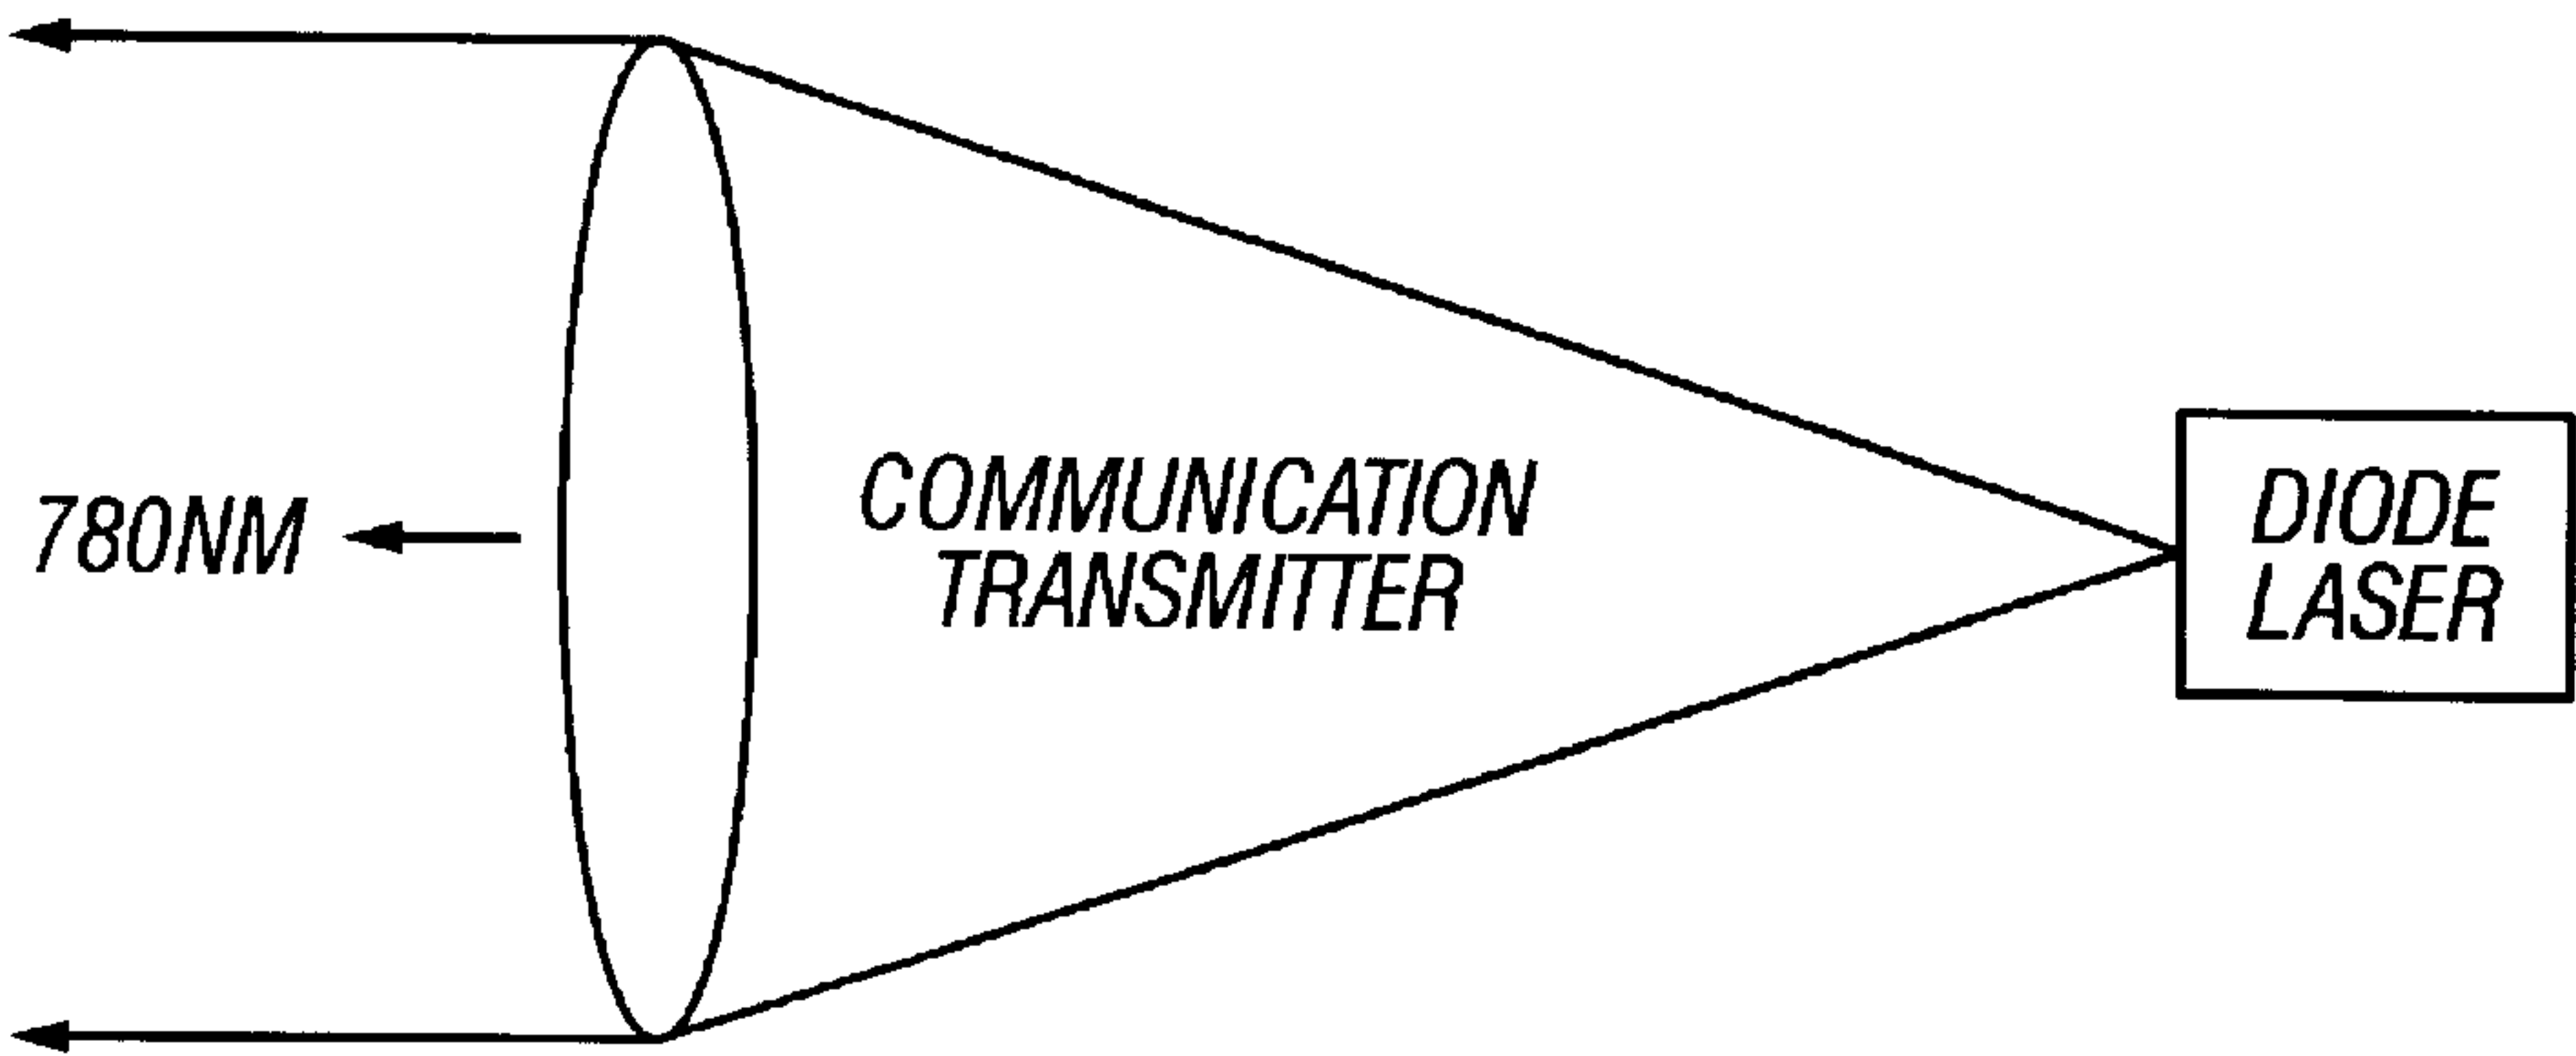 780NM
COMMUNICATION
TRANSMITTER
DIODE
LASER